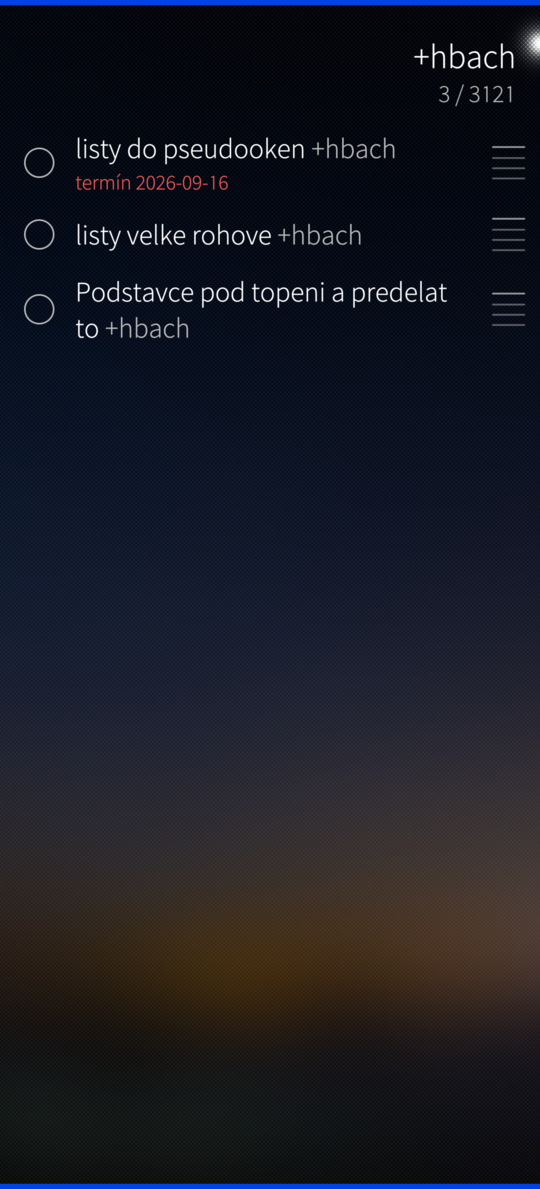 +hbach
3 / 3121
listy do pseudooken +hbach
termín 2026-09-16
listy velke rohove +hbach
Podstavce pod topeni a predelat
to +hbach